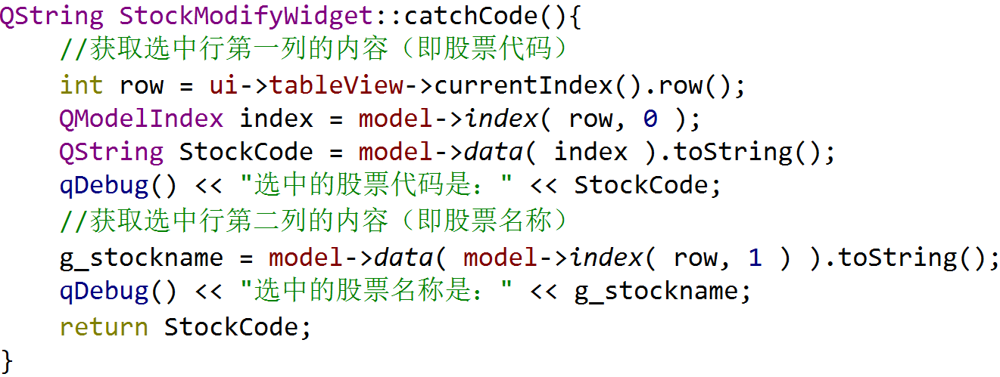 QString StockModifyWidget::catchCode(){
//获取选中行第一列的内容（即股票代码）
int row = ui->tableView->currentIndex().row();
QModelIndex index = model->index( row, 0 );
QString StockCode = model->data( index ).toString();
qDebug() << "选中的股票代码是：" << StockCode;
//获取选中行第二列的内容（即股票名称）
g_stockname = model->data( model->index( row, 1 ) ).toString();
qDebug() << "选中的股票名称是：" << g_stockname;
return StockCode;
}